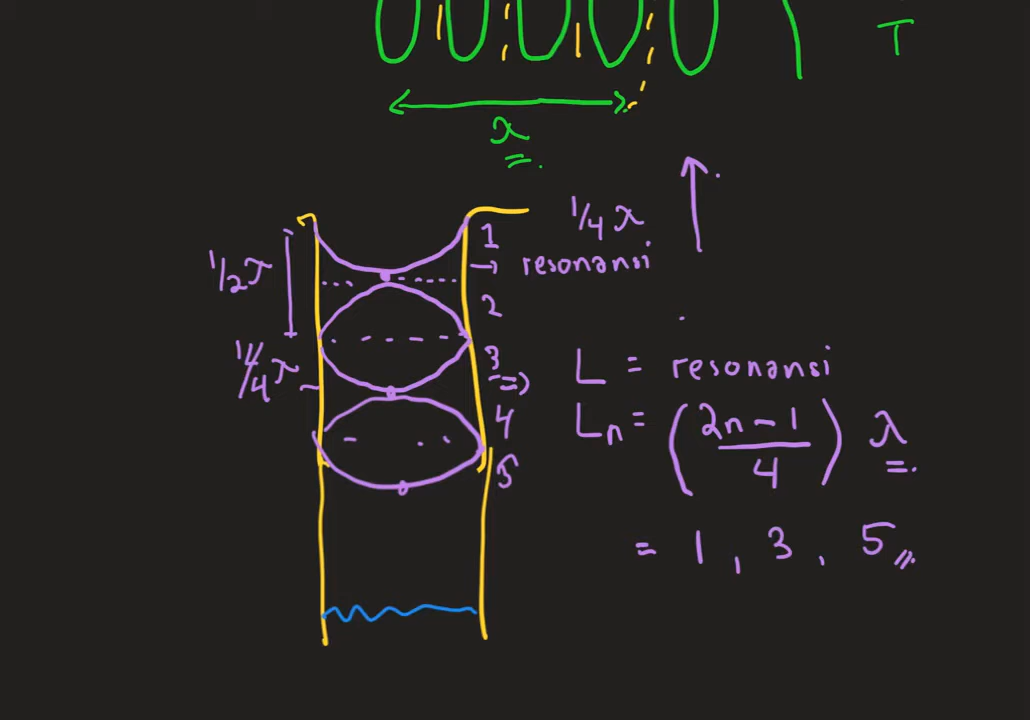 T
λ
1/4 λ
1
→ resonansi
1/2 λ
2
1/4 λ
3
=>
L = resonansi
4
Ln = (2n - 1 / 4) λ
5
= 1, 3, 5